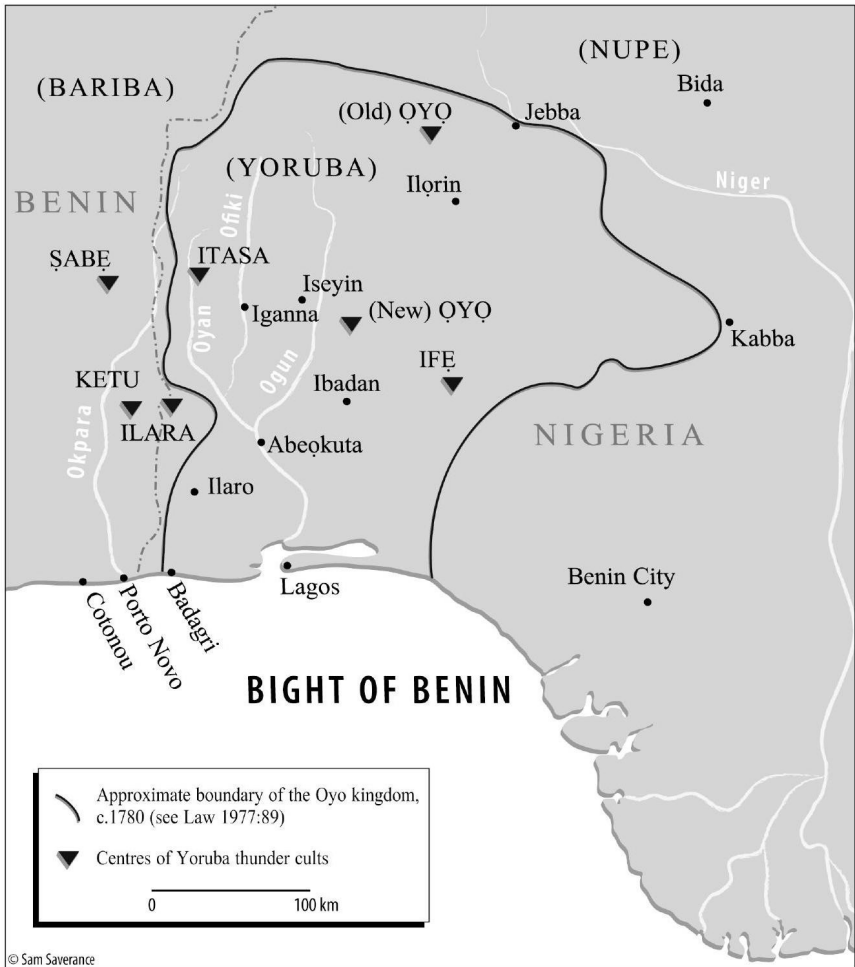 (NUPE)
(BARIBA)
Bida
(Old) ỌYỌ
Jebba
(YORUBA)
Ilọrin
Niger
BENIN
Ofiki
ṢABẸ
ITASA
Iseyin
Iganna
(New) ỌYỌ
Kabba
Oyan
Ogun
IFẸ
KETU
Ibadan
ILARA
NIGERIA
Okpara
Abeọkuta
Ilaro
Lagos
Benin City
Cotonou
Porto Novo
Badagri
BIGHT OF BENIN
Approximate boundary of the Oyo kingdom,
c.1780 (see Law 1977:89)
Centres of Yoruba thunder cults
0 100 km
© Sam Saverance